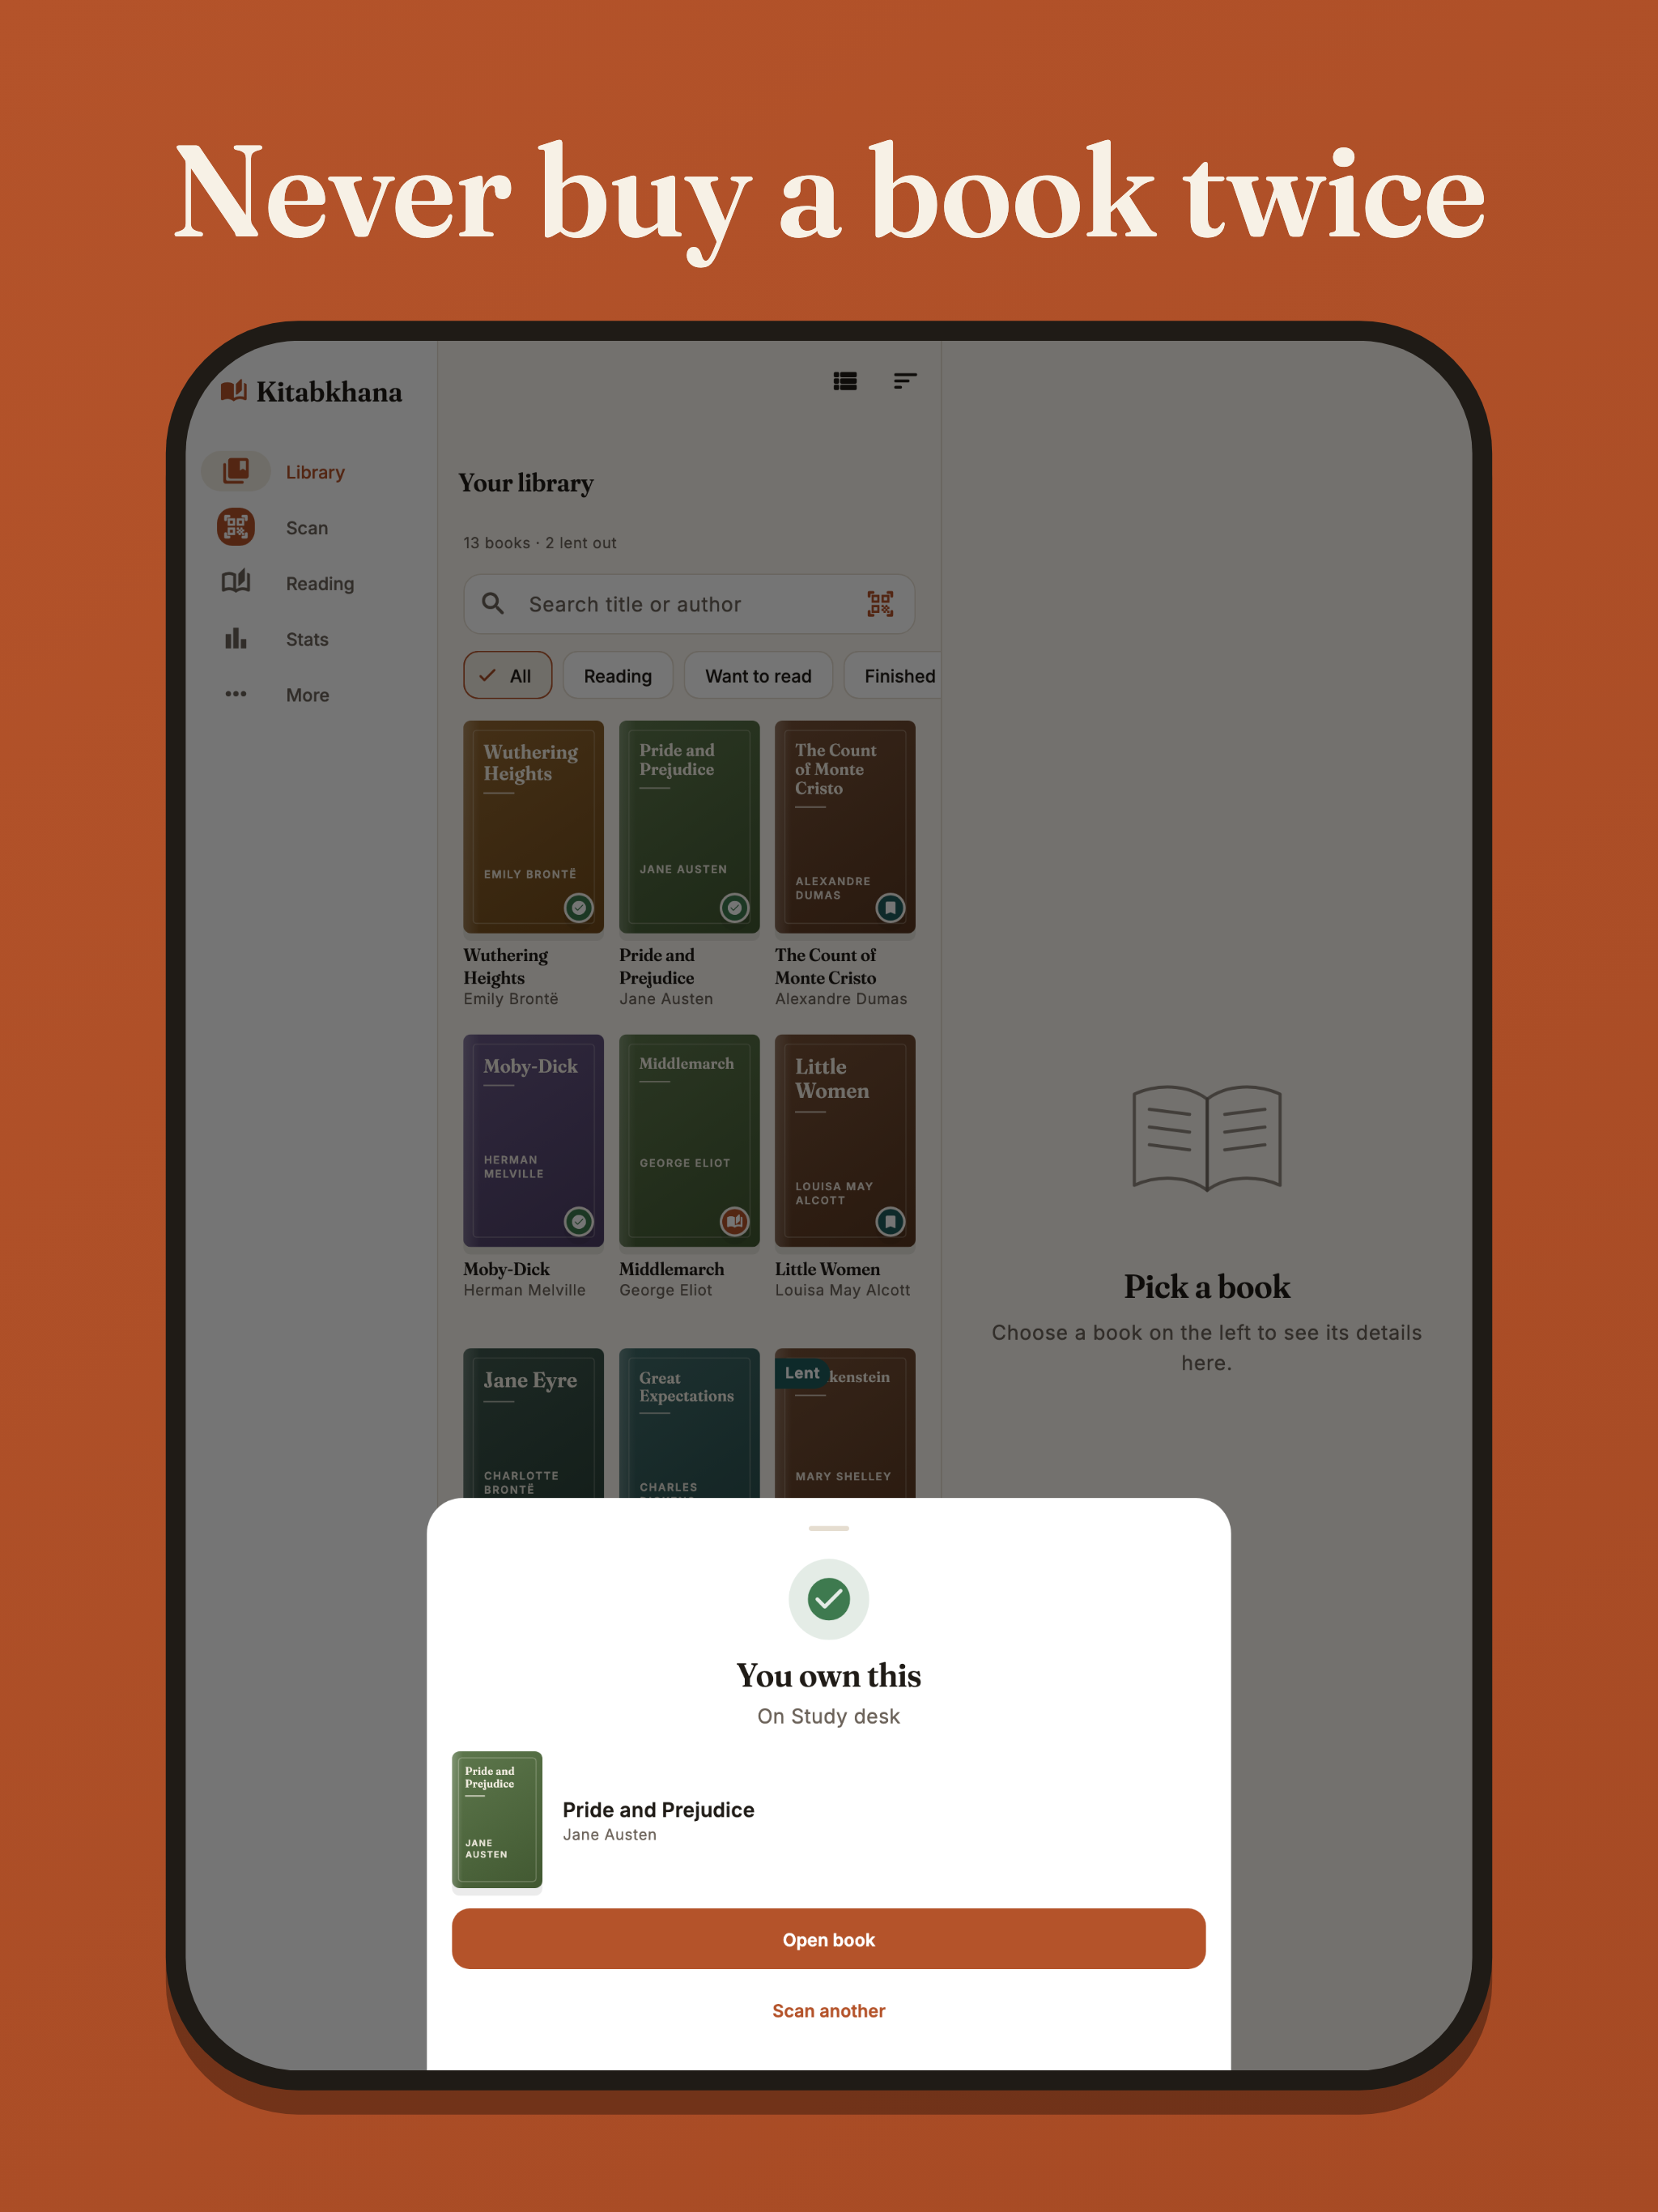 Never buy a book twice
Kitabkhana
Library
Scan
Reading
Stats
More
Your library
13 books · 2 lent out
Search title or author
All
Reading
Want to read
Finished
Wuthering
Heights
EMILY BRONTË
Pride and
Prejudice
JANE AUSTEN
The Count
of Monte
Cristo
ALEXANDRE
DUMAS
Wuthering
Heights
Emily Brontë
Pride and
Prejudice
Jane Austen
The Count of
Monte Cristo
Alexandre Dumas
Moby-Dick
HERMAN
MELVILLE
Middlemarch
GEORGE ELIOT
Little
Women
LOUISA MAY
ALCOTT
Moby-Dick
Herman Melville
Middlemarch
George Eliot
Little Women
Louisa May Alcott
Jane Eyre
CHARLOTTE
BRONTË
Great
Expectations
CHARLES
Lent
kenstein
MARY SHELLEY
Pick a book
Choose a book on the left to see its details
here.
You own this
On Study desk
Pride and
Prejudice
JANE
AUSTEN
Pride and Prejudice
Jane Austen
Open book
Scan another